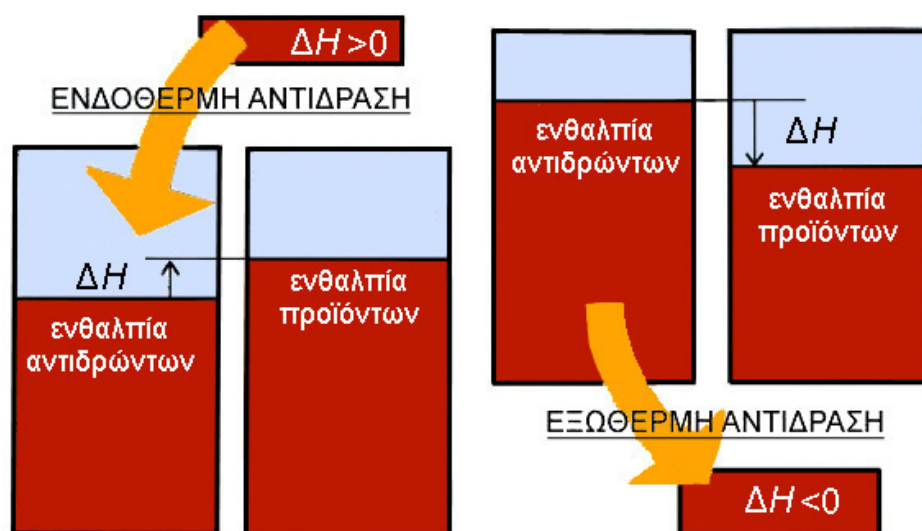 ΔH >0
ΕΝΔΟΘΕΡΜΗ ΑΝΤΙΔΡΑΣΗ
ΔH
ενθαλπία
αντιδρώντων
ενθαλπία
προϊόντων
ενθαλπία
αντιδρώντων
ΔH
ενθαλπία
προϊόντων
ΕΞΩΘΕΡΜΗ ΑΝΤΙΔΡΑΣΗ
ΔH <0